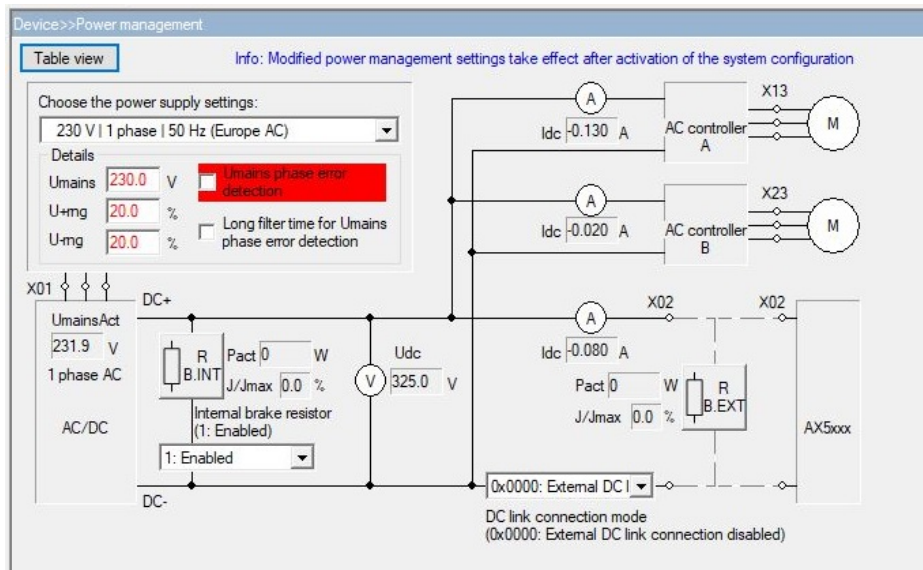 Device>>Power management
Table view
Info: Modified power management settings take effect after activation of the system configuration
Choose the power supply settings:
230 V | 1 phase | 50 Hz (Europe AC)
Details
Umains 230.0 V
Umains phase error
detection
U+rng 20.0 %
U-rng 20.0 %
Long filter time for Umains
phase error detection
A
Idc -0.130 A
AC controller
A
X13
M
A
Idc -0.020 A
AC controller
B
X23
M
X01
DC+
UmainsAct
231.9 V
1 phase AC
AC/DC
R
B.INT
Pact 0 W
J/Jmax 0.0 %
Internal brake resistor
(1: Enabled)
1: Enabled
V
Udc
325.0 V
A
Idc -0.080 A
X02
X02
Pact 0 W
J/Jmax 0.0 %
R
B.EXT
AX5xxx
DC-
0x0000: External DC l
DC link connection mode
(0x0000: External DC link connection disabled)